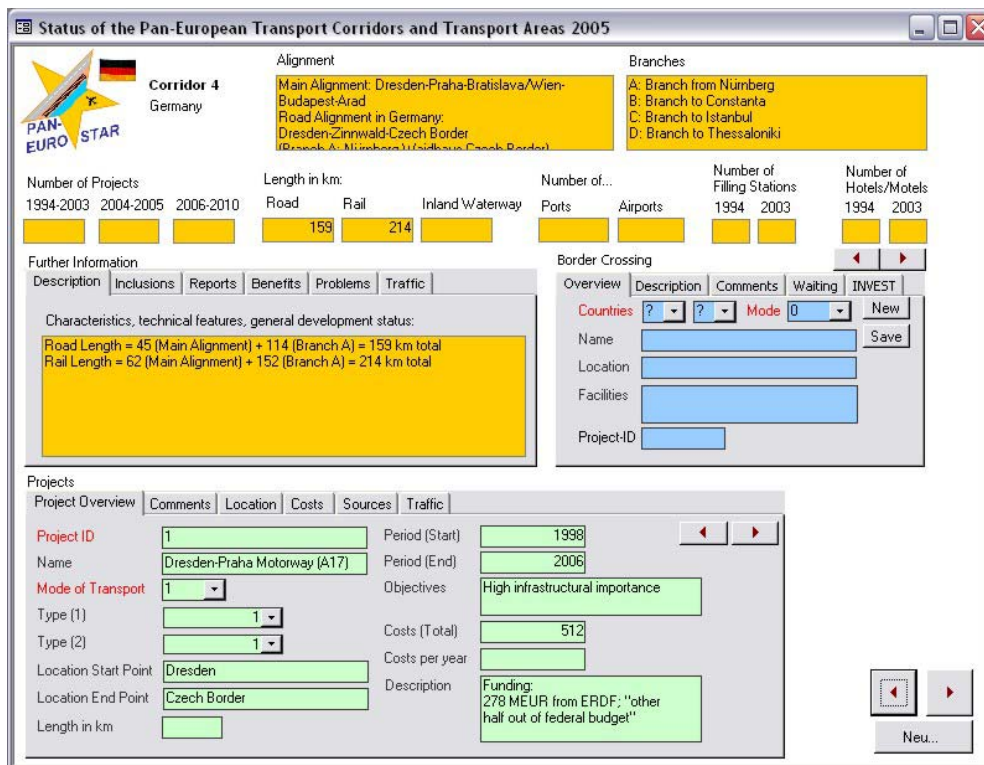 Status of the Pan-European Transport Corridors and Transport Areas 2005
PAN-
EURO STAR
Corridor 4
Germany
Alignment
Main Alignment: Dresden-Praha-Bratislava/Wien-
Budapest-Arad
Road Alignment in Germany:
Dresden-Zinnwald-Czech Border
(Branch A: Nürnberg-Waidhaus Czech Border)
Branches
A: Branch from Nürnberg
B: Branch to Constanta
C: Branch to Istanbul
D: Branch to Thessaloniki
Number of Projects
1994-2003 2004-2005 2006-2010
Length in km:
Road Rail Inland Waterway
159 214
Number of...
Ports Airports
Number of
Filling Stations
1994 2003
Number of
Hotels/Motels
1994 2003
Further Information
Description Inclusions Reports Benefits Problems Traffic
Characteristics, technical features, general development status:
Road Length = 45 (Main Alignment) + 114 (Branch A) = 159 km total
Rail Length = 62 (Main Alignment) + 152 (Branch A) = 214 km total
Border Crossing
Overview Description Comments Waiting INVEST
Countries ? ? Mode 0 New
Name Save
Location
Facilities
Project-ID
Projects
Project Overview Comments Location Costs Sources Traffic
Project ID 1
Name Dresden-Praha Motorway (A17)
Mode of Transport 1
Type (1) 1
Type (2) 1
Location Start Point Dresden
Location End Point Czech Border
Length in km
Period (Start) 1998
Period (End) 2006
Objectives High infrastructural importance
Costs (Total) 512
Costs per year
Description Funding:
278 MEUR from ERDF; "other
half out of federal budget"
Neu...